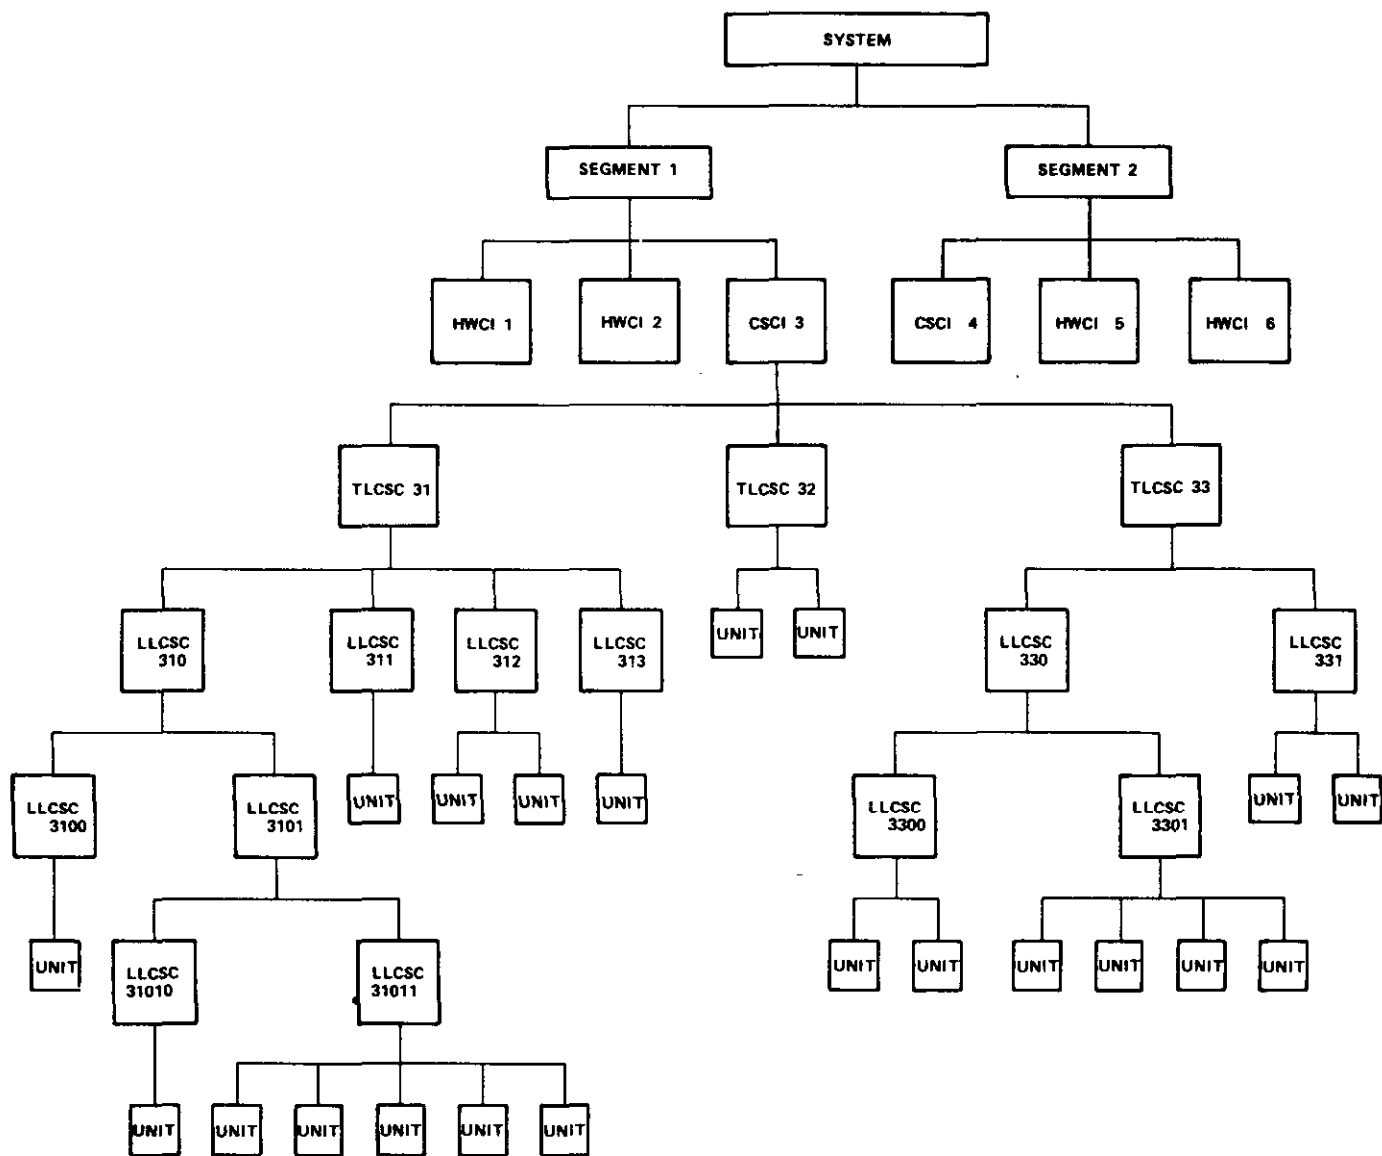 SYSTEM
SEGMENT 1
SEGMENT 2
HWCI 1
HWCI 2
CSCI 3
CSCI 4
HWCI 5
HWCI 6
TLCSC 31
TLCSC 32
TLCSC 33
LLCSC
310
LLCSC
311
LLCSC
312
LLCSC
313
UNIT
UNIT
LLCSC
330
LLCSC
331
LLCSC
3100
LLCSC
3101
UNIT
UNIT
UNIT
UNIT
LLCSC
3300
LLCSC
3301
UNIT
UNIT
UNIT
LLCSC
31010
LLCSC
31011
UNIT
UNIT
UNIT
UNIT
UNIT
UNIT
UNIT
UNIT
UNIT
UNIT
UNIT
UNIT